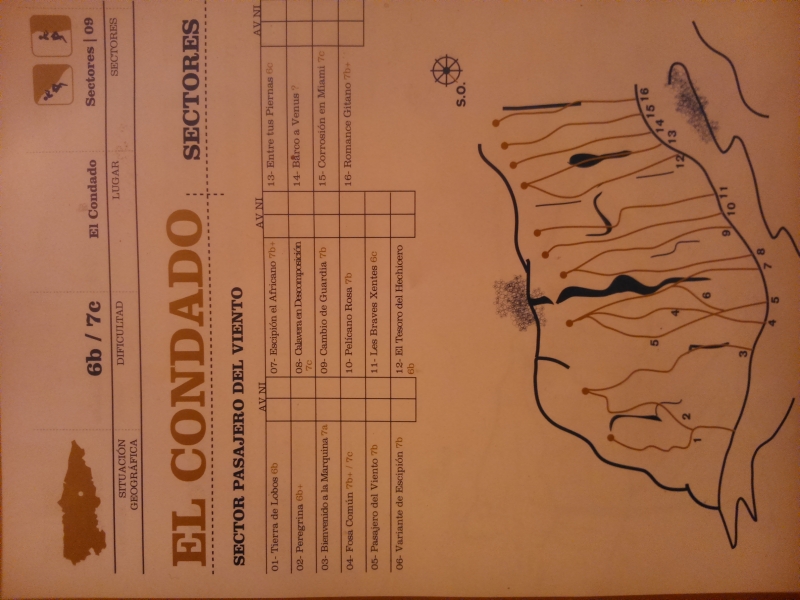 6b / 7c
El Condado
Sectores | 09
SITUACIÓN
GEOGRÁFICA
DIFICULTAD
LUGAR
SECTORES
EL CONDADO
SECTORES
SECTOR PASAJERO DEL VIENTO
AV NI
01- Tierra de Lobos 6b
02- Peregrina 6b+
03- Bienvenido a la Marquina 7a
04- Fosa Común 7b+ / 7c
05- Pasajero del Viento 7b
06- Variante de Escipión 7b
AV NI
07- Escipión el Africano 7b+
08- Calavera en Descomposición
7c
09- Cambio de Guardia 7b
10- Pelícano Rosa 7b
11- Les Braves Xentes 6c
12- El Tesoro del Hechicero
6b
AV NI
13- Entre tus Piernas 6c
14- Barco a Venus ?
15- Corrosión en Miami 7c
16- Romance Gitano 7b+
S.O.
1
2
3
4
5
4
5
6
7
8
9
10
11
12
13
14
15
16